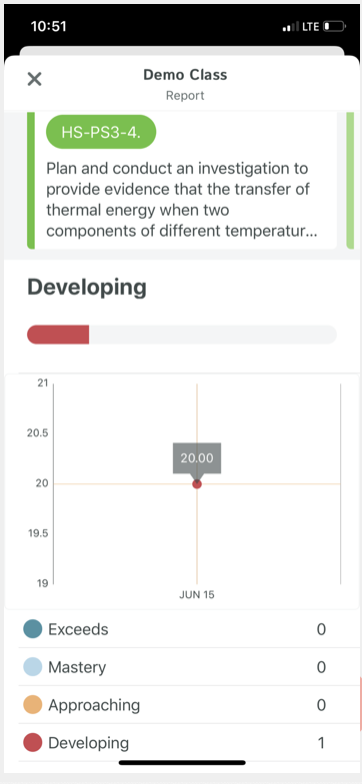 10:51
LTE
Demo Class
Report
HS-PS3-4.
Plan and conduct an investigation to
provide evidence that the transfer of
thermal energy when two
components of different temperatur...
Developing
21
20.5
20.00
20
19.5
19
JUN 15
Exceeds 0
Mastery 0
Approaching 0
Developing 1